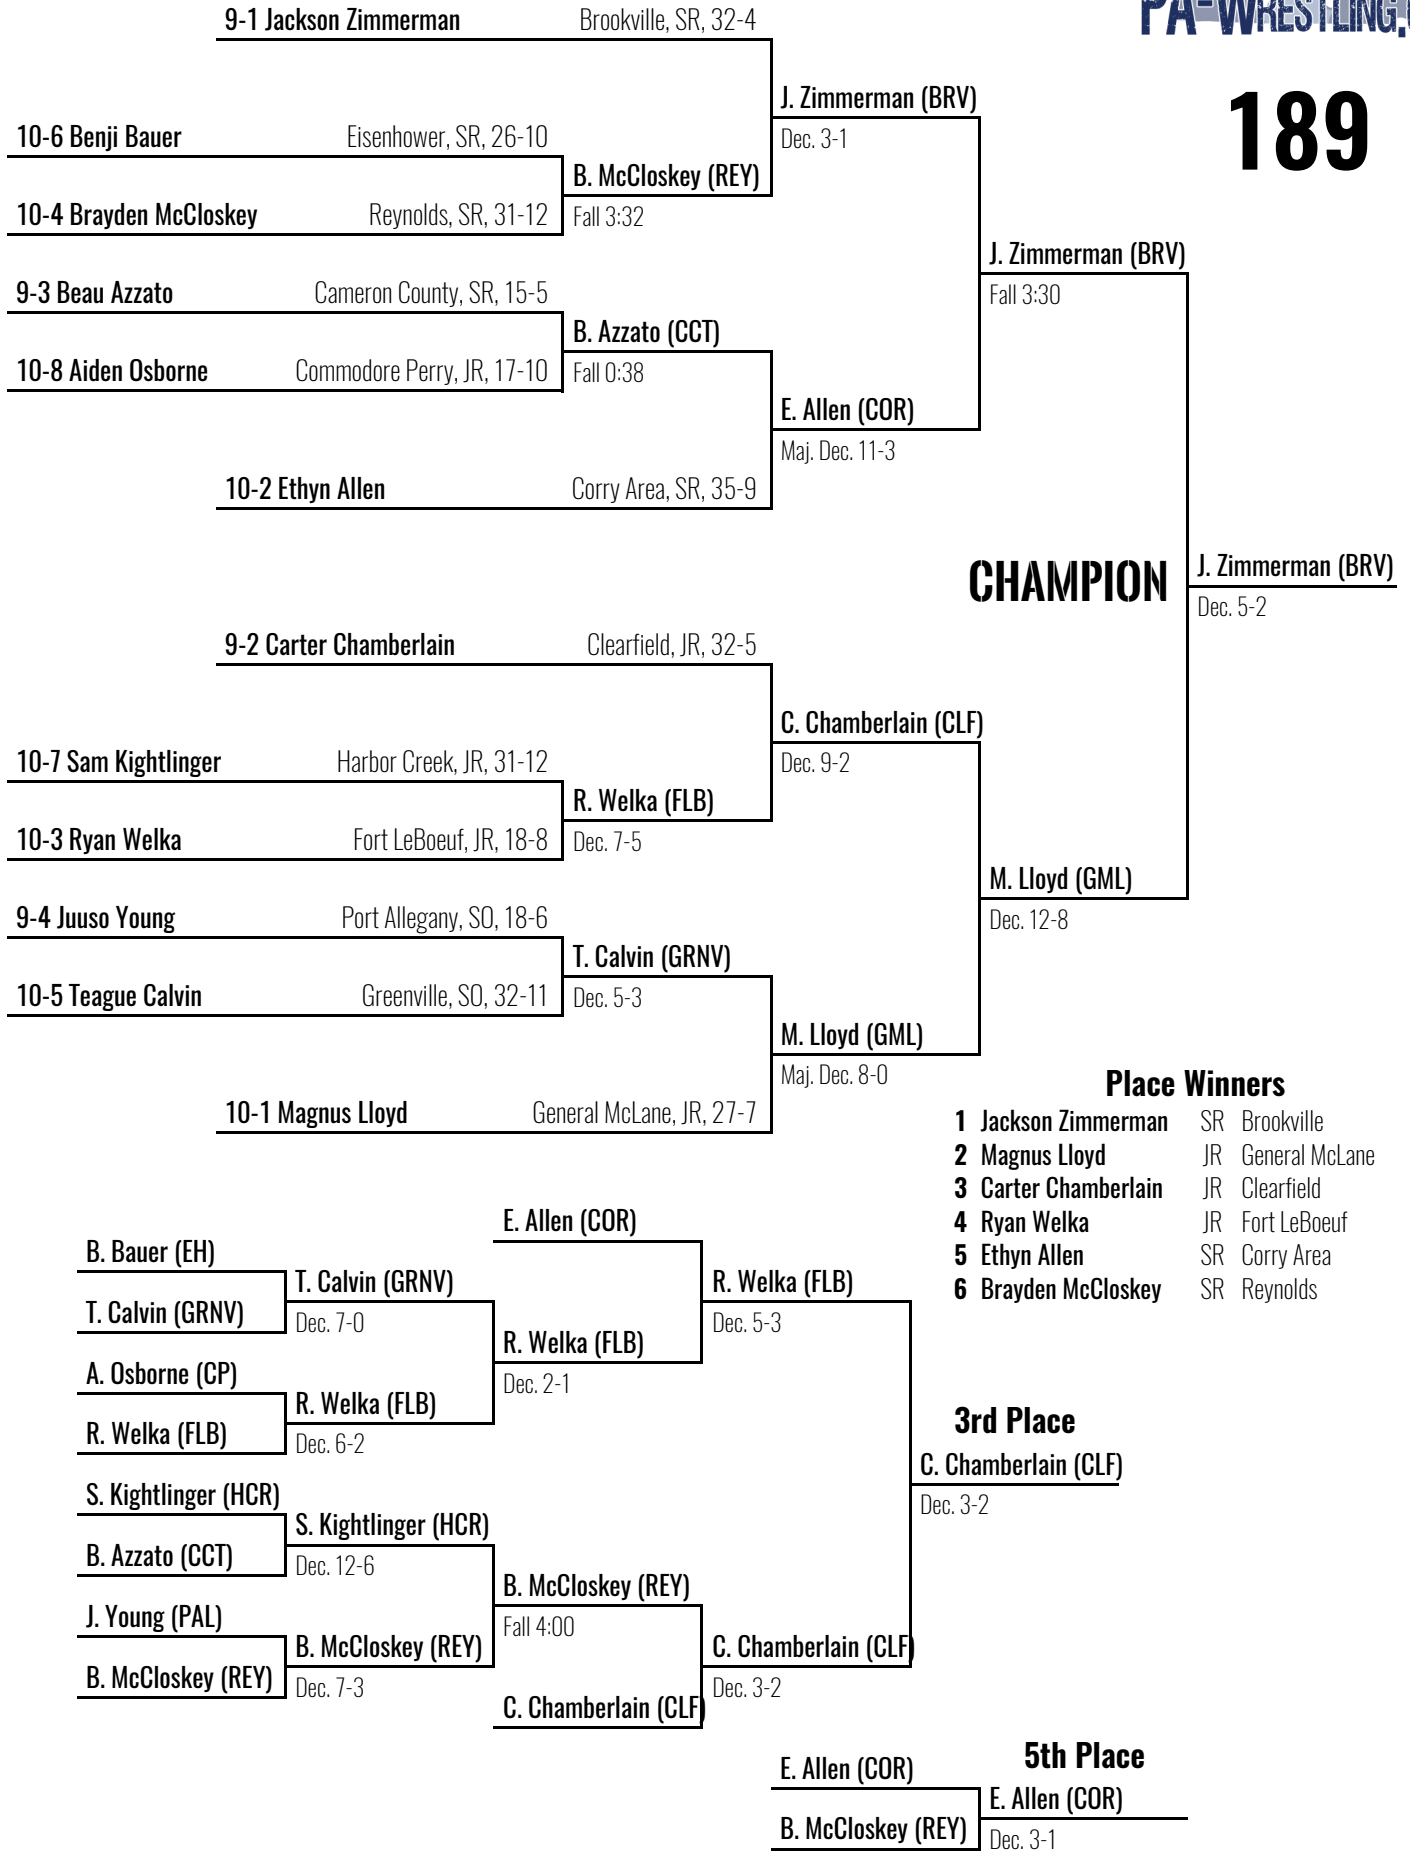 PA-WRESTLING.
189
9-1 Jackson Zimmerman Brookville, SR, 32-4
J. Zimmerman (BRV)
Dec. 3-1
10-6 Benji Bauer Eisenhower, SR, 26-10
B. McCloskey (REY)
Fall 3:32
10-4 Brayden McCloskey Reynolds, SR, 31-12
J. Zimmerman (BRV)
Fall 3:30
9-3 Beau Azzato Cameron County, SR, 15-5
B. Azzato (CCT)
Fall 0:38
10-8 Aiden Osborne Commodore Perry, JR, 17-10
E. Allen (COR)
Maj. Dec. 11-3
10-2 Ethyn Allen Corry Area, SR, 35-9
CHAMPION
J. Zimmerman (BRV)
Dec. 5-2
9-2 Carter Chamberlain Clearfield, JR, 32-5
C. Chamberlain (CLF)
Dec. 9-2
10-7 Sam Kightlinger Harbor Creek, JR, 31-12
R. Welka (FLB)
Dec. 7-5
10-3 Ryan Welka Fort LeBoeuf, JR, 18-8
M. Lloyd (GML)
Dec. 12-8
9-4 Juuso Young Port Allegany, SO, 18-6
T. Calvin (GRNV)
Dec. 5-3
10-5 Teague Calvin Greenville, SO, 32-11
M. Lloyd (GML)
Maj. Dec. 8-0
10-1 Magnus Lloyd General McLane, JR, 27-7
Place Winners
1 Jackson Zimmerman SR Brookville
2 Magnus Lloyd JR General McLane
3 Carter Chamberlain JR Clearfield
4 Ryan Welka JR Fort LeBoeuf
5 Ethyn Allen SR Corry Area
6 Brayden McCloskey SR Reynolds
E. Allen (COR)
B. Bauer (EH)
T. Calvin (GRNV)
Dec. 7-0
T. Calvin (GRNV)
R. Welka (FLB)
Dec. 5-3
R. Welka (FLB)
Dec. 2-1
A. Osborne (CP)
R. Welka (FLB)
Dec. 6-2
R. Welka (FLB)
3rd Place
C. Chamberlain (CLF)
Dec. 3-2
S. Kightlinger (HCR)
S. Kightlinger (HCR)
Dec. 12-6
B. Azzato (CCT)
B. McCloskey (REY)
Fall 4:00
J. Young (PAL)
B. McCloskey (REY)
Dec. 7-3
B. McCloskey (REY)
C. Chamberlain (CLF)
Dec. 3-2
C. Chamberlain (CLF)
5th Place
E. Allen (COR)
E. Allen (COR)
Dec. 3-1
B. McCloskey (REY)